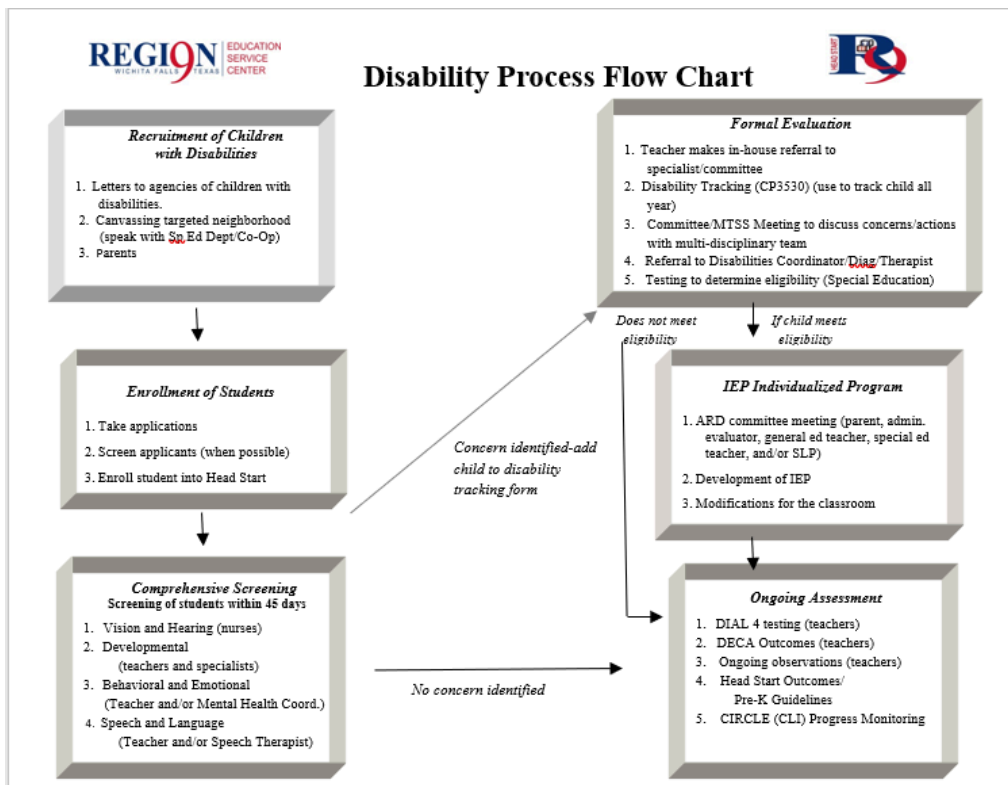 REGI9N
EDUCATION
SERVICE
CENTER
WICHITA FALLS TEXAS
HEAD START
R9
Disability Process Flow Chart
Recruitment of Children
with Disabilities
1. Letters to agencies of children with
disabilities.
2. Canvassing targeted neighborhood
(speak with Sp Ed Dept/Co-Op)
3. Parents
Enrollment of Students
1. Take applications
2. Screen applicants (when possible)
3. Enroll student into Head Start
Comprehensive Screening
Screening of students within 45 days
1. Vision and Hearing (nurses)
2. Developmental
(teachers and specialists)
3. Behavioral and Emotional
(Teacher and/or Mental Health Coord.)
4. Speech and Language
(Teacher and/or Speech Therapist)
Concern identified-add
child to disability
tracking form
No concern identified
Formal Evaluation
1. Teacher makes in-house referral to
specialist/committee
2. Disability Tracking (CP3530) (use to track child all
year)
3. Committee/MTSS Meeting to discuss concerns/actions
with multi-disciplinary team
4. Referral to Disabilities Coordinator/Diag/Therapist
5. Testing to determine eligibility (Special Education)
Does not meet
eligibility
If child meets
eligibility
IEP Individualized Program
1. ARD committee meeting (parent, admin.
evaluator, general ed teacher, special ed
teacher, and/or SLP)
2. Development of IEP
3. Modifications for the classroom
Ongoing Assessment
1. DIAL 4 testing (teachers)
2. DECA Outcomes (teachers)
3. Ongoing observations (teachers)
4. Head Start Outcomes/
Pre-K Guidelines
5. CIRCLE (CLI) Progress Monitoring